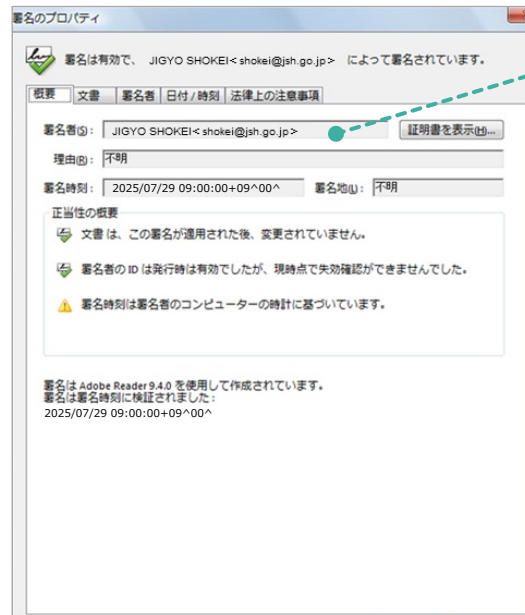 署名のプロパティ
署名は有効で、 JIGYO SHOKEI<shokei@jsh.go.jp> によって署名されています。
概要 文書 署名者 日付/時刻 法律上の注意事項
署名者(S): JIGYO SHOKEI<shokei@jsh.go.jp> 証明書を表示(H)...
理由(R): 不明
署名時刻: 2025/07/29 09:00:00+09^00^ 署名地(L): 不明
正当性の概要
文書 は、この署名が適用された後、変更されていません。
署名者の ID は発行時は有効でしたが、現時点で失効確認ができませんでした。
署名時刻は署名者のコンピューターの時計に基づいています。
署名は Adobe Reader 9.4.0 を使用して作成されています。
署名は署名時刻に検証されました:
2025/07/29 09:00:00+09^00^